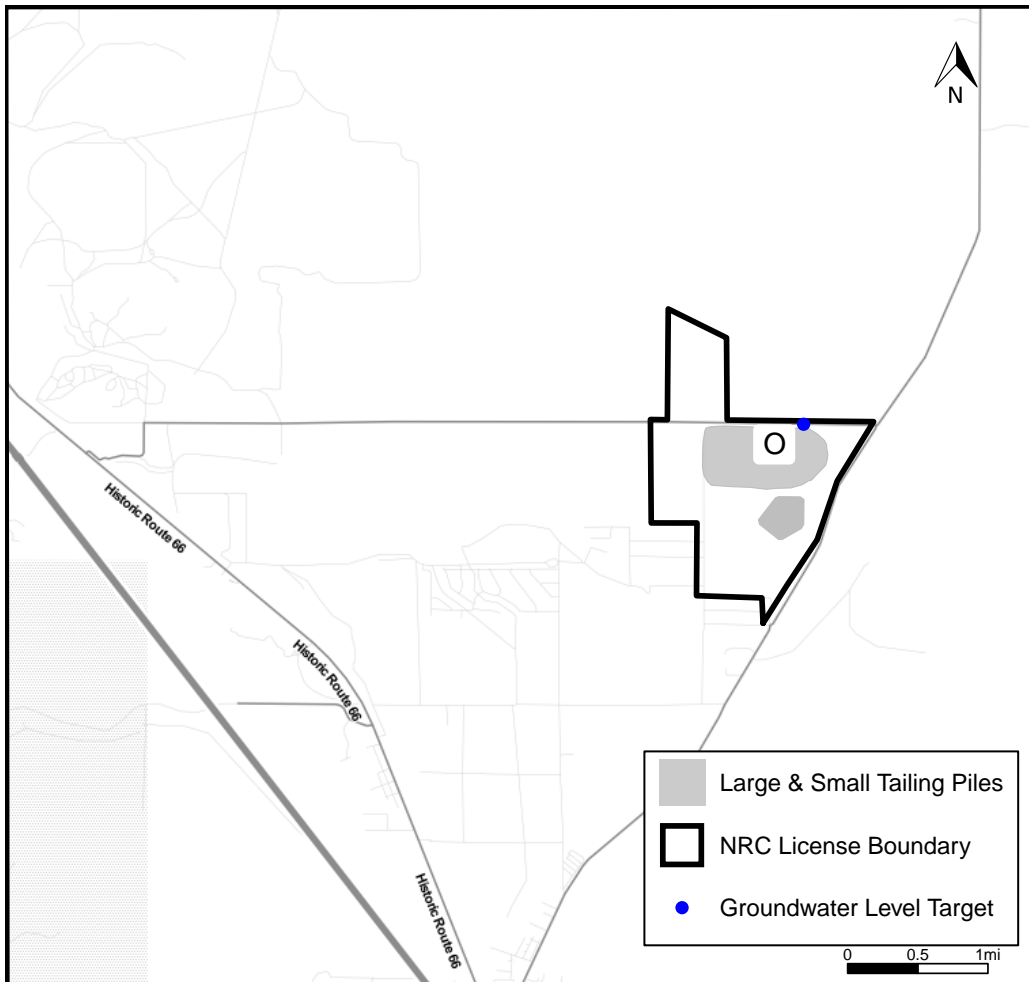 N
O
Historic Route 66
Historic Route 66
Historic Route 66
Large & Small Tailing Piles
NRC License Boundary
Groundwater Level Target
0 0.5 1mi